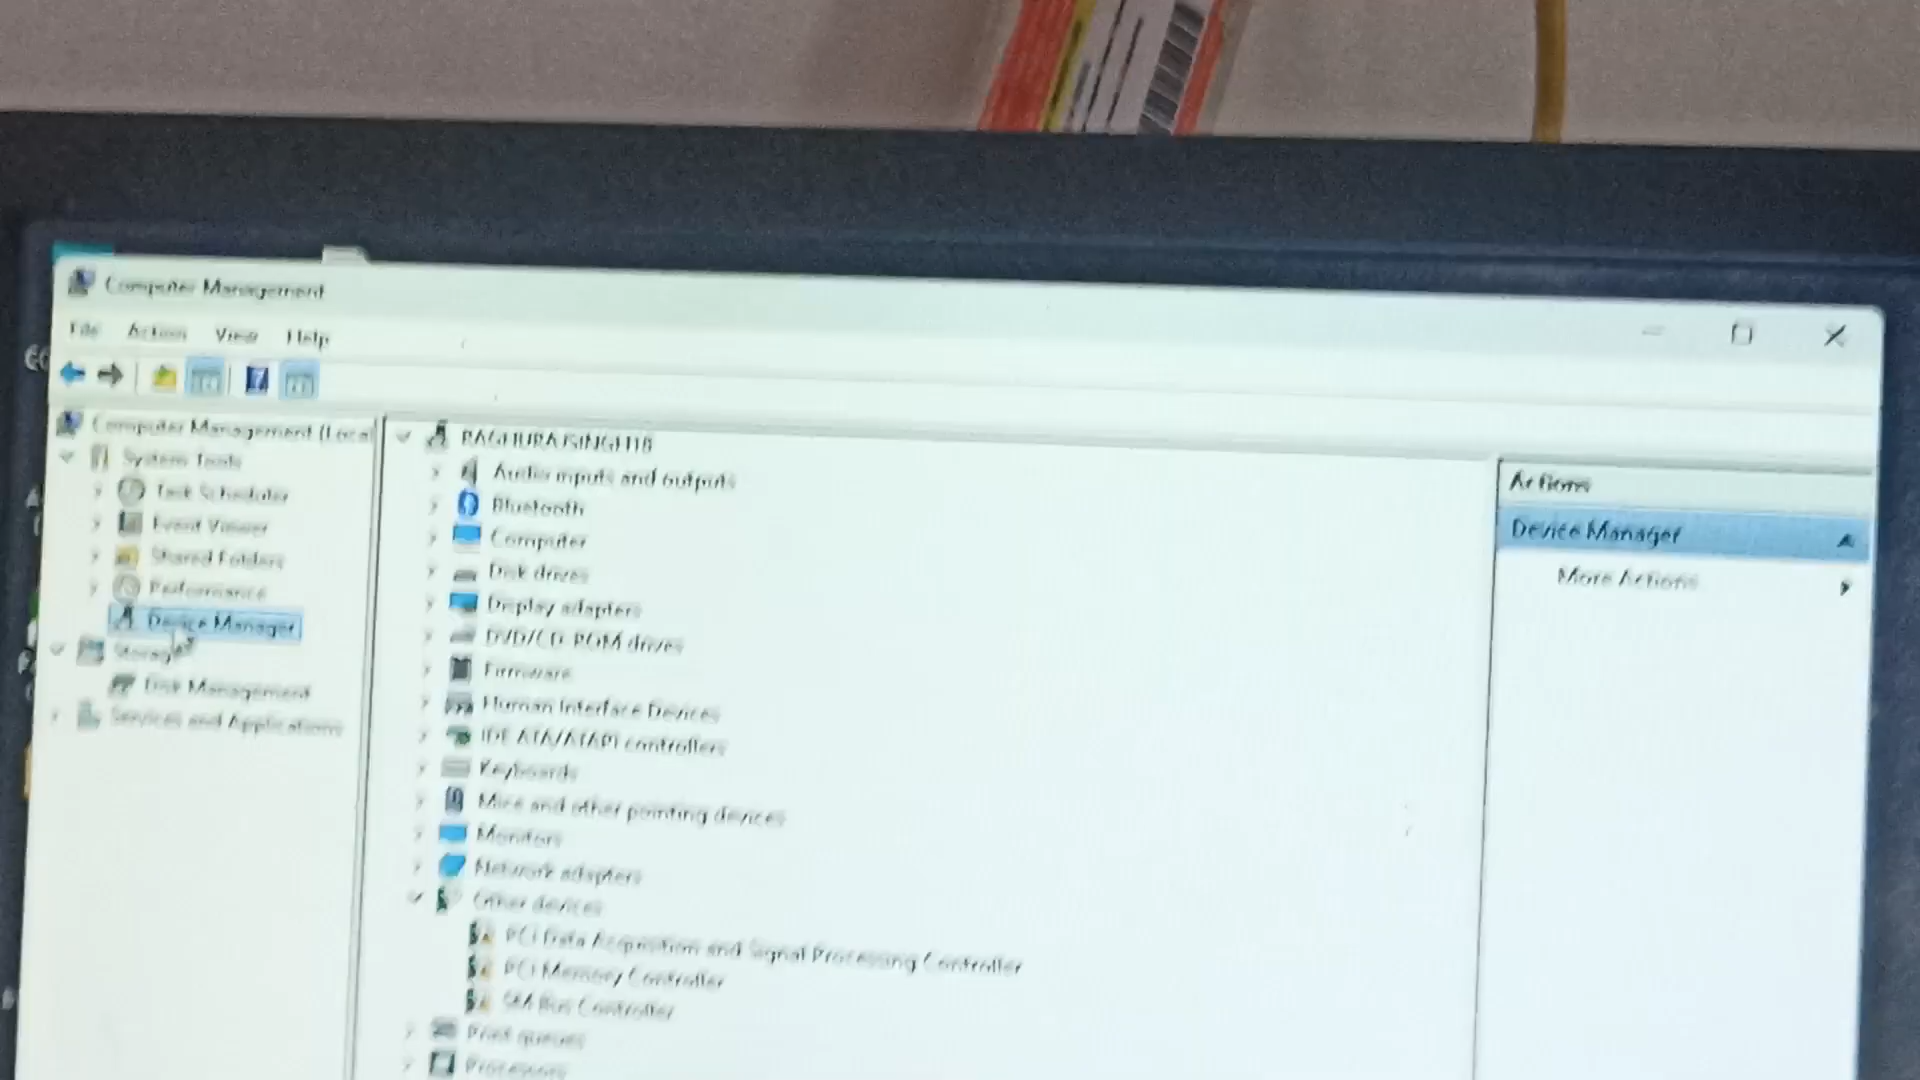 Computer Management
File Action View Help
Computer Management (Local
System Tools
Task Scheduler
Event Viewer
Shared Folders
Performance
Device Manager
Storage
Disk Management
Services and Applications
RAGHURAJSINGH18
Audio inputs and outputs
Bluetooth
Computer
Disk drives
Display adapters
DVD/CD-ROM drives
Firmware
Human Interface Devices
IDE ATA/ATAPI controllers
Keyboards
Mice and other pointing devices
Monitors
Network adapters
Other devices
PCI Data Acquisition and Signal Processing Controller
PCI Memory Controller
SM Bus Controller
Print queues
Processors
Actions
Device Manager
More Actions